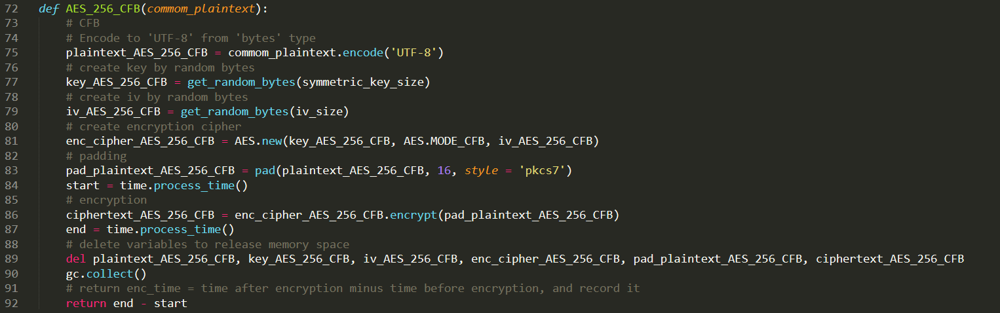 72 def AES_256_CFB(commom_plaintext):
73     # CFB
74     # Encode to 'UTF-8' from 'bytes' type
75     plaintext_AES_256_CFB = commom_plaintext.encode('UTF-8')
76     # create key by random bytes
77     key_AES_256_CFB = get_random_bytes(symmetric_key_size)
78     # create iv by random bytes
79     iv_AES_256_CFB = get_random_bytes(iv_size)
80     # create encryption cipher
81     enc_cipher_AES_256_CFB = AES.new(key_AES_256_CFB, AES.MODE_CFB, iv_AES_256_CFB)
82     # padding
83     pad_plaintext_AES_256_CFB = pad(plaintext_AES_256_CFB, 16, style = 'pkcs7')
84     start = time.process_time()
85     # encryption
86     ciphertext_AES_256_CFB = enc_cipher_AES_256_CFB.encrypt(pad_plaintext_AES_256_CFB)
87     end = time.process_time()
88     # delete variables to release memory space
89     del plaintext_AES_256_CFB, key_AES_256_CFB, iv_AES_256_CFB, enc_cipher_AES_256_CFB, pad_plaintext_AES_256_CFB, ciphertext_AES_256_CFB
90     gc.collect()
91     # return enc_time = time after encryption minus time before encryption, and record it
92     return end - start